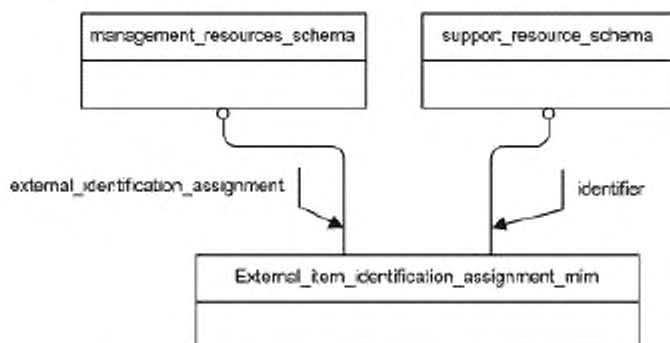 management_resources_schema
support_resource_schema
external_identification_assignment
identifier
External_item_identification_assignment_mim